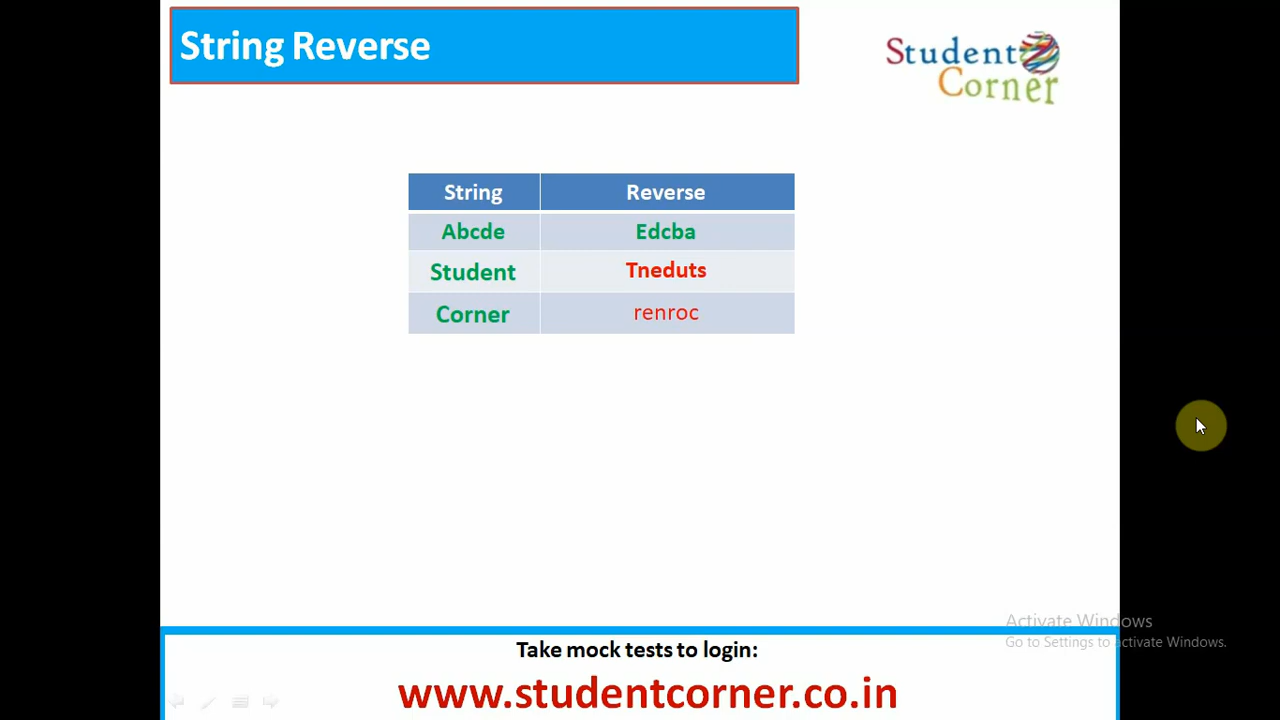 String Reverse
Student
Corner
String Reverse
Abcde Edcba
Student Tneduts
Corner renroc
Activate Windows
Go to Settings to activate Windows.
Take mock tests to login:
www.studentcorner.co.in